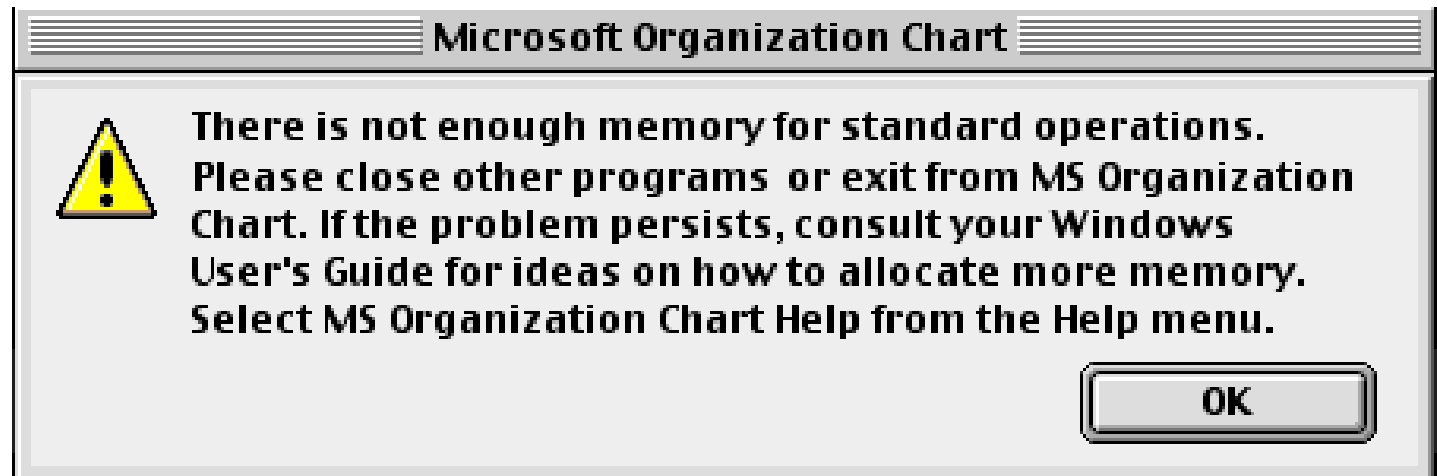 Microsoft Organization Chart
There is not enough memory for standard operations.
Please close other programs or exit from MS Organization
Chart. If the problem persists, consult your Windows
User's Guide for ideas on how to allocate more memory.
Select MS Organization Chart Help from the Help menu.
OK